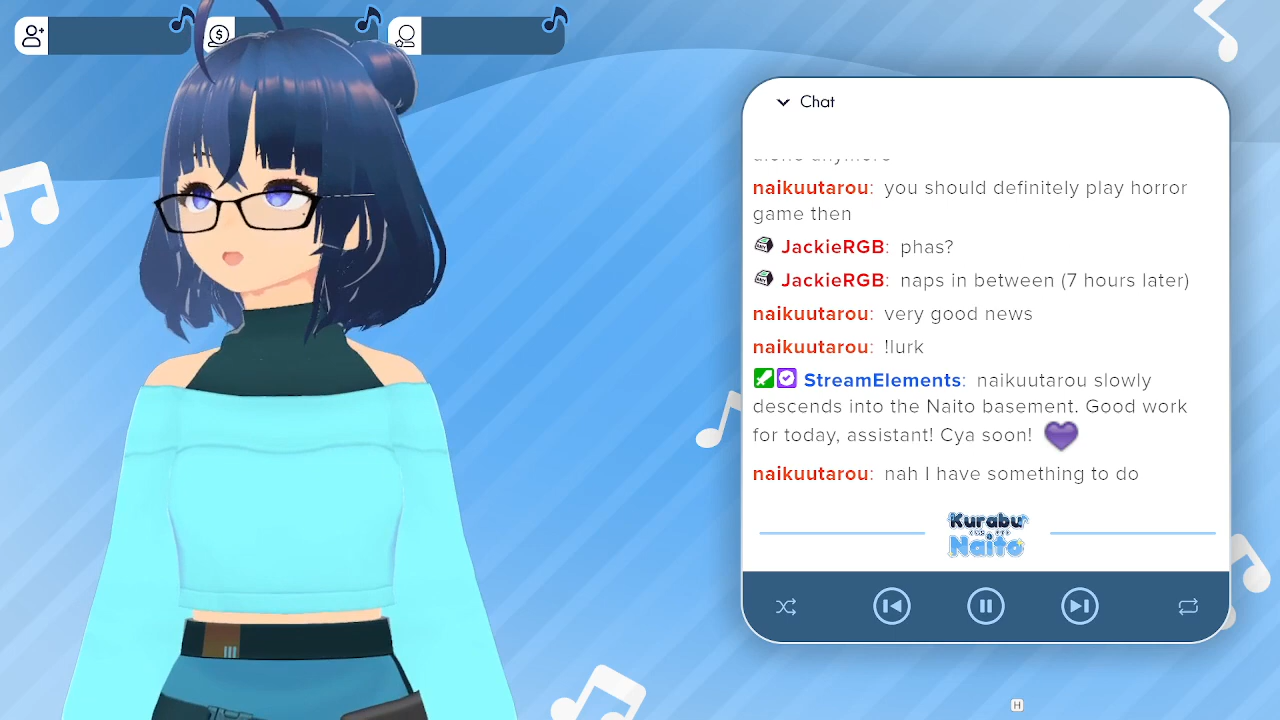 Chat
naikuutarou: you should definitely play horror
game then
JackieRGB: phas?
JackieRGB: naps in between (7 hours later)
naikuutarou: very good news
naikuutarou: !lurk
StreamElements: naikuutarou slowly
descends into the Naito basement. Good work
for today, assistant! Cya soon!
naikuutarou: nah I have something to do
Kurabu
Naito
H